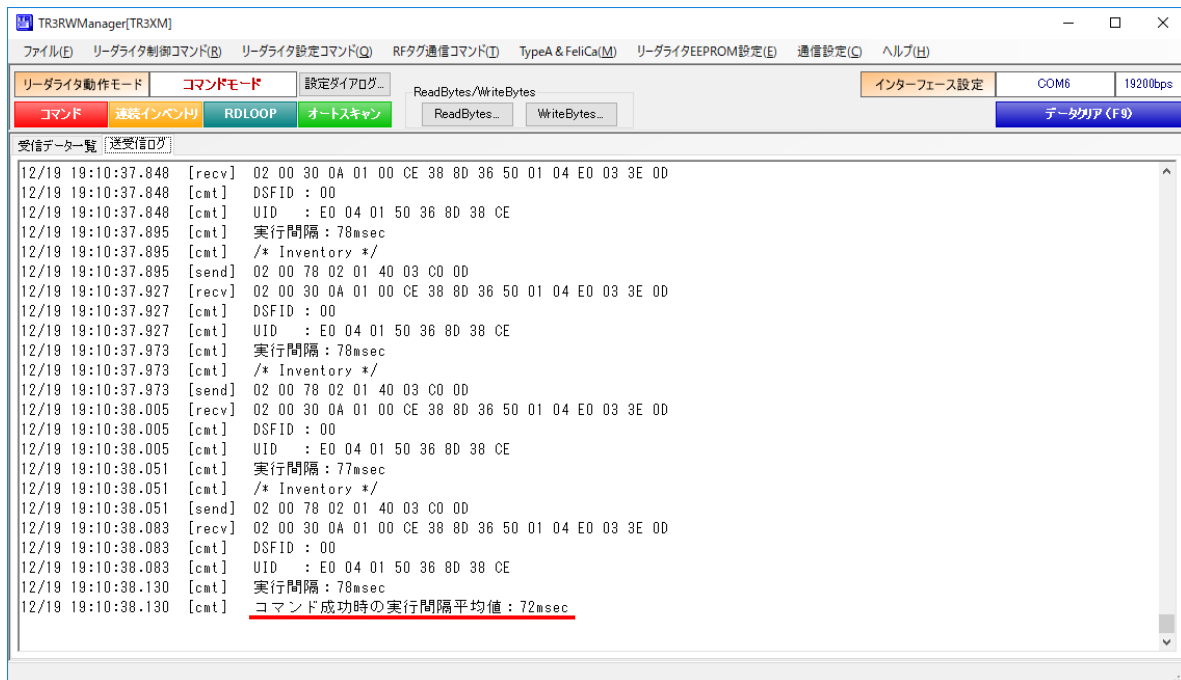 TR3RWManager[TR3XM]
ファイル(F) リーダライタ制御コマンド(R) リーダライタ設定コマンド(Q) RFタグ通信コマンド(T) TypeA & FeliCa(M) リーダライタEEPROM設定(E) 通信設定(C) ヘルプ(H)
リーダライタ動作モード コマンドモード 設定ダイアログ... ReadBytes/WriteBytes インターフェース設定 COM6 19200bps
コマンド 連続インベントリ RDLOOP オートスキャン ReadBytes... WriteBytes... データクリア(F9)
受信データ一覧 送受信ログ
12/19 19:10:37.848 [recv] 02 00 30 0A 01 00 CE 38 8D 36 50 01 04 E0 03 3E 0D
12/19 19:10:37.848 [cmt] DSFID : 00
12/19 19:10:37.848 [cmt] UID : E0 04 01 50 36 8D 38 CE
12/19 19:10:37.895 [cmt] 実行間隔:78msec
12/19 19:10:37.895 [cmt] /* Inventory */
12/19 19:10:37.895 [send] 02 00 78 02 01 40 03 C0 0D
12/19 19:10:37.927 [recv] 02 00 30 0A 01 00 CE 38 8D 36 50 01 04 E0 03 3E 0D
12/19 19:10:37.927 [cmt] DSFID : 00
12/19 19:10:37.927 [cmt] UID : E0 04 01 50 36 8D 38 CE
12/19 19:10:37.973 [cmt] 実行間隔:78msec
12/19 19:10:37.973 [cmt] /* Inventory */
12/19 19:10:37.973 [send] 02 00 78 02 01 40 03 C0 0D
12/19 19:10:38.005 [recv] 02 00 30 0A 01 00 CE 38 8D 36 50 01 04 E0 03 3E 0D
12/19 19:10:38.005 [cmt] DSFID : 00
12/19 19:10:38.005 [cmt] UID : E0 04 01 50 36 8D 38 CE
12/19 19:10:38.051 [cmt] 実行間隔:77msec
12/19 19:10:38.051 [cmt] /* Inventory */
12/19 19:10:38.051 [send] 02 00 78 02 01 40 03 C0 0D
12/19 19:10:38.083 [recv] 02 00 30 0A 01 00 CE 38 8D 36 50 01 04 E0 03 3E 0D
12/19 19:10:38.083 [cmt] DSFID : 00
12/19 19:10:38.083 [cmt] UID : E0 04 01 50 36 8D 38 CE
12/19 19:10:38.130 [cmt] 実行間隔:78msec
12/19 19:10:38.130 [cmt] コマンド成功時の実行間隔平均値:72msec